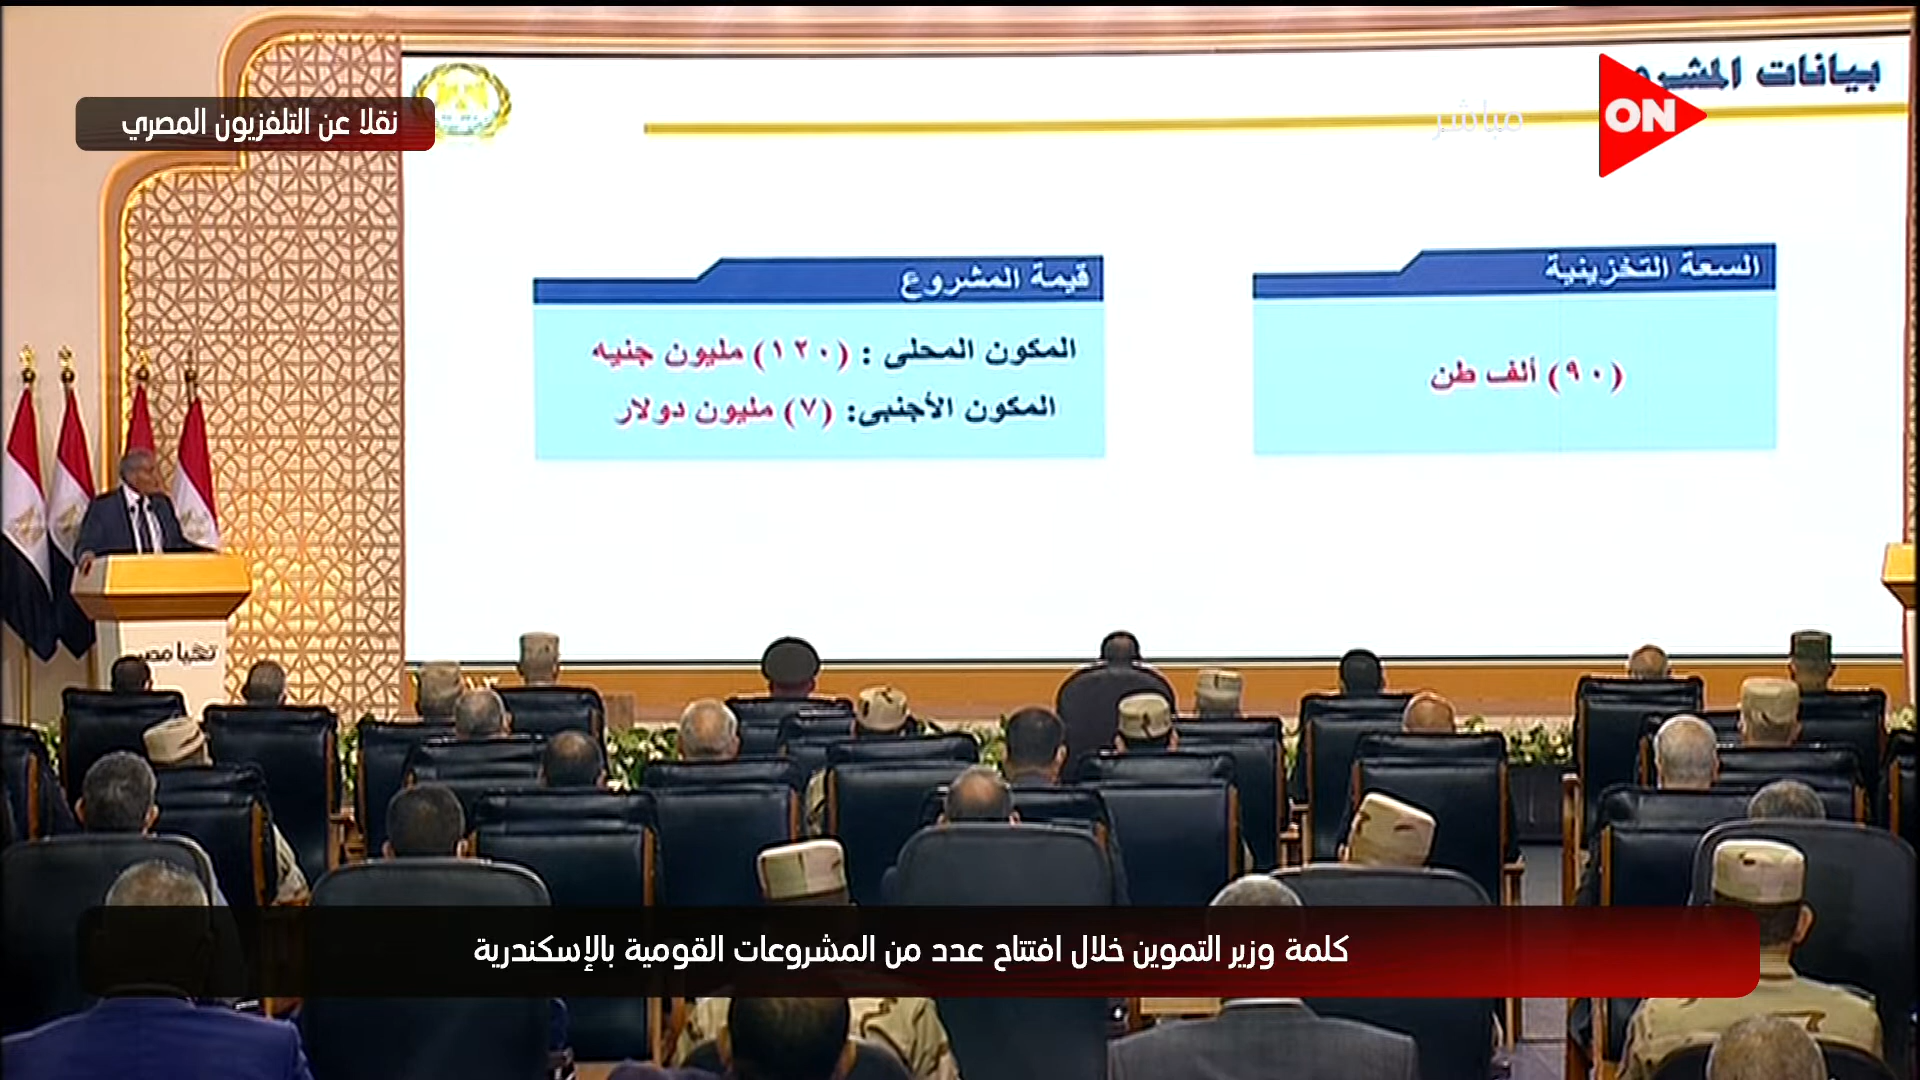 بيانات المشرو
ON
مباشر
نقلا عن التلفزيون المصري
السعة التخزينية
(٩٠) ألف طن
قيمة المشروع
المكون المحلى : (١٢٠) مليون جنيه
المكون الأجنبى: (٧) مليون دولار
تحيا مصر
كلمة وزير التموين خلال افتتاح عدد من المشروعات القومية بالإسكندرية